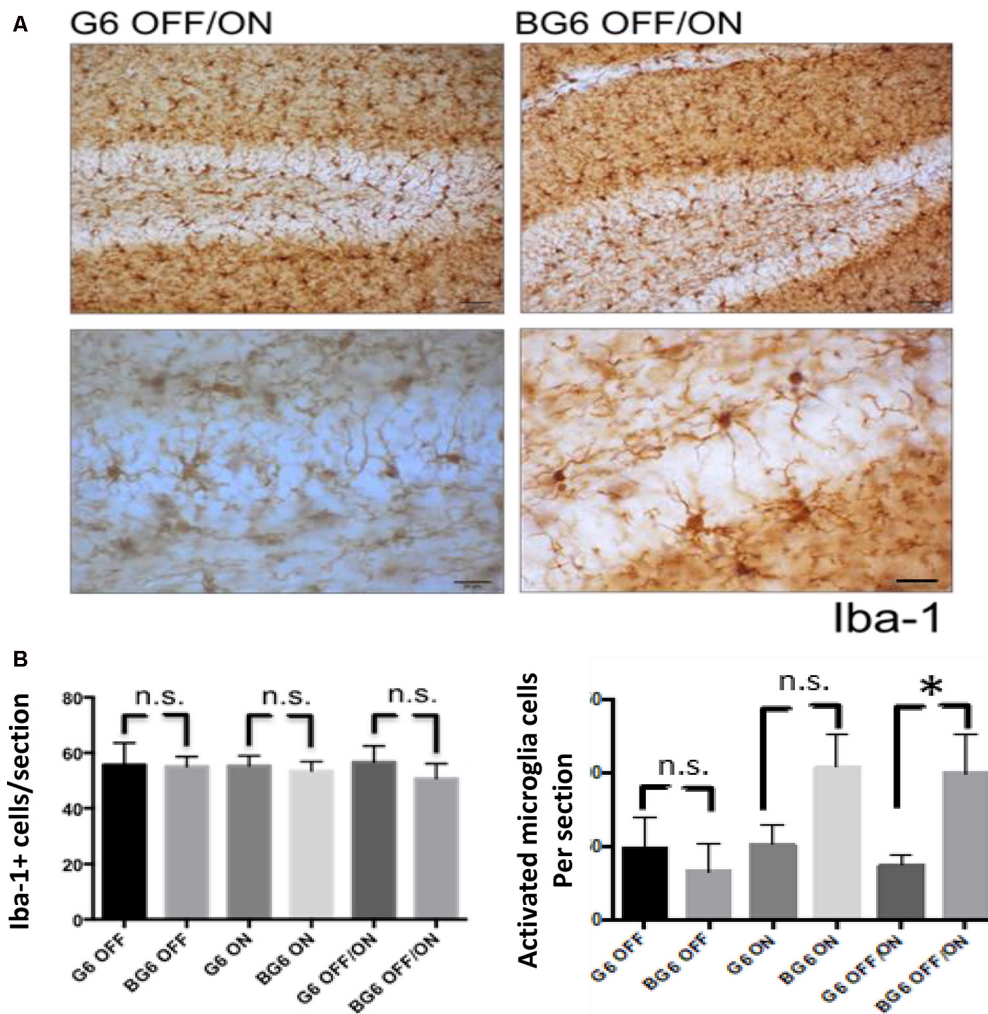 A
G6 OFF/ON
BG6 OFF/ON
Iba-1
B
Iba-1+ cells/section
80
60
40
20
0
n.s.
n.s.
n.s.
G6 OFF
BG6 OFF
G6 ON
BG6 ON
G6 OFF/ON
BG6 OFF/ON
Activated microglia cells
Per section
0
n.s.
n.s.
*
G6 OFF
BG6 OFF
G6 ON
BG6 ON
G6 OFF/ON
BG6 OFF/ON